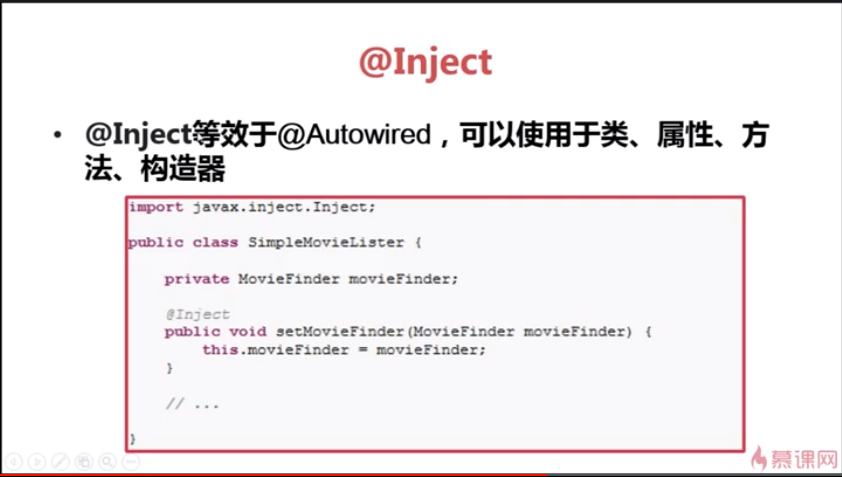 @Inject
• @Inject等效于@Autowired，可以使用于类、属性、方
法、构造器
import javax.inject.Inject;
public class SimpleMovieLister {
private MovieFinder movieFinder;
@Inject
public void setMovieFinder(MovieFinder movieFinder) {
this.movieFinder = movieFinder;
}
// ...
}
慕课网